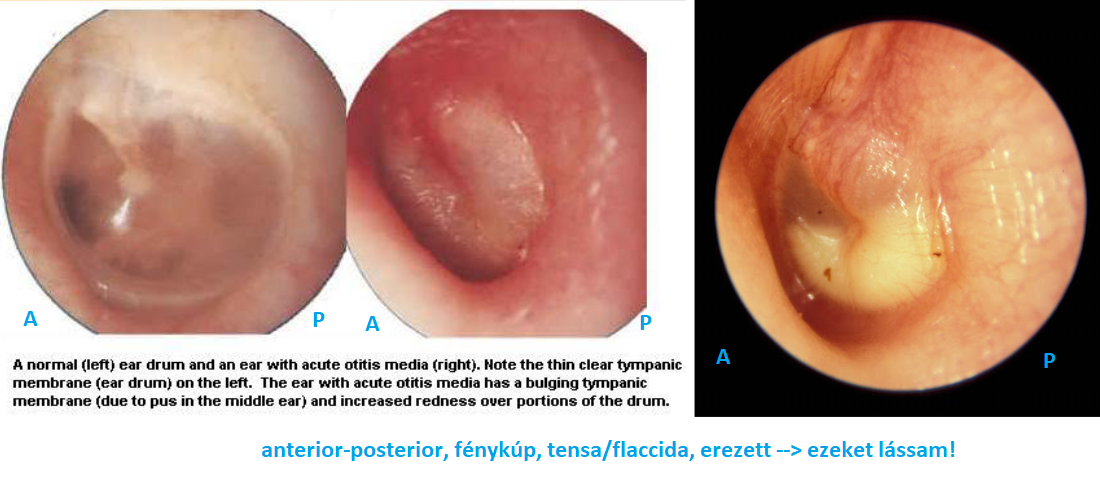 A
P
A
P
A
P
A normal (left) ear drum and an ear with acute otitis media (right). Note the thin clear tympanic
membrane (ear drum) on the left.  The ear with acute otitis media has a bulging tympanic
membrane (due to pus in the middle ear) and increased redness over portions of the drum.
anterior-posterior, fénykúp, tensa/flaccida, erezett --> ezeket lássam!